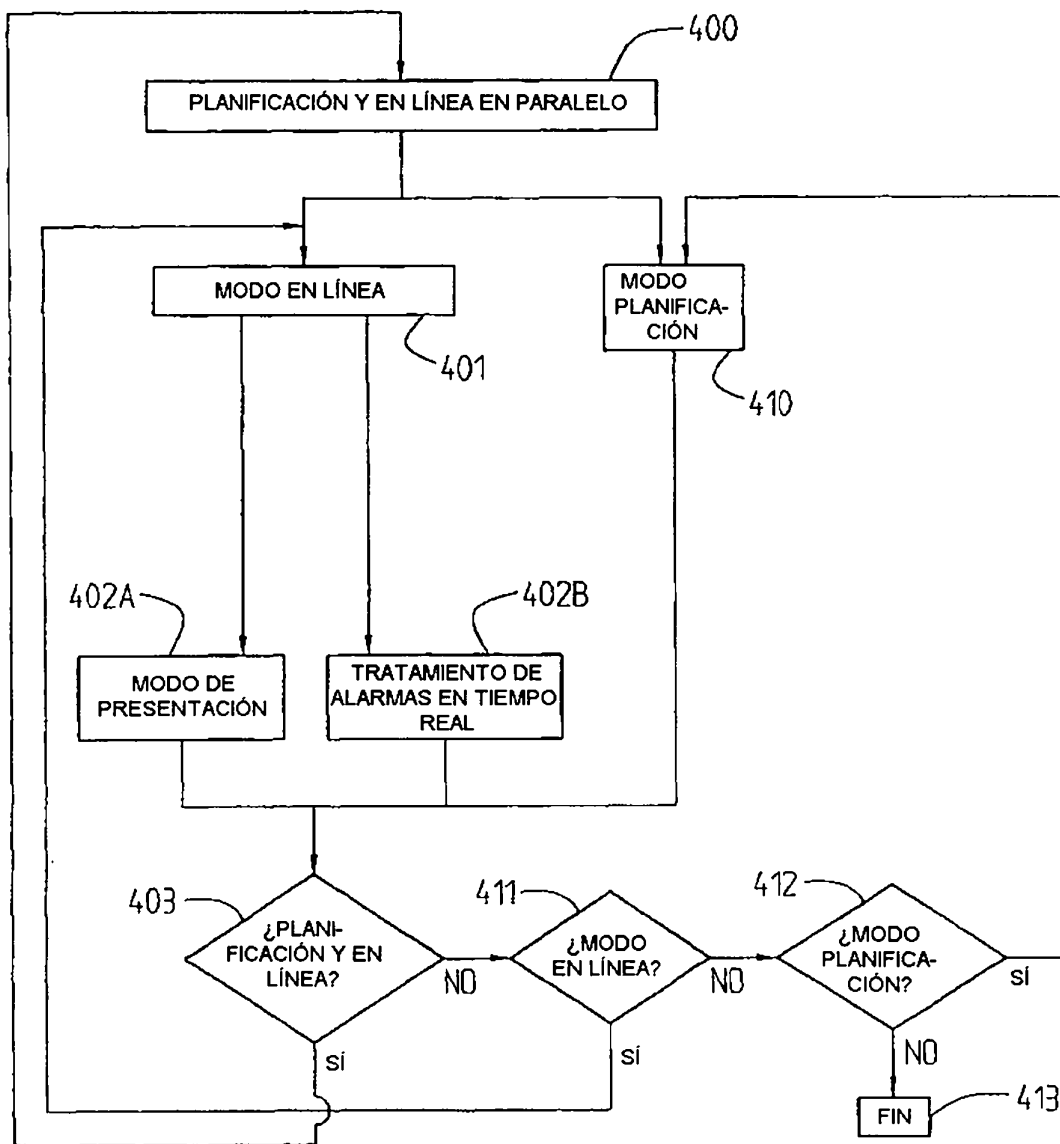 400
PLANIFICACIÓN Y EN LÍNEA EN PARALELO
MODO EN LÍNEA
401
MODO
PLANIFICA-
CIÓN
410
402A
MODO DE
PRESENTACIÓN
402B
TRATAMIENTO DE
ALARMAS EN TIEMPO
REAL
403
¿PLANI-
FICACIÓN Y EN
LÍNEA?
NO
SÍ
411
¿MODO
EN LÍNEA?
NO
SÍ
412
¿MODO
PLANIFICA-
CIÓN?
SÍ
NO
FIN
413